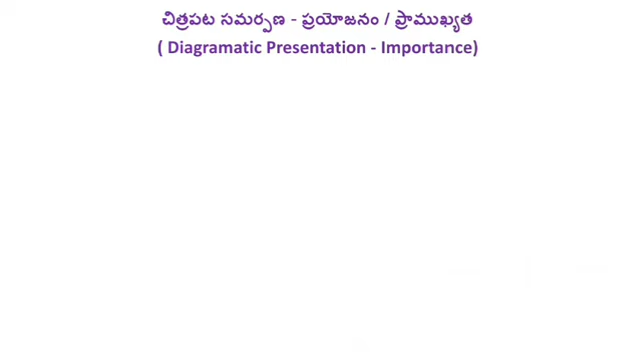 చిత్రపట సమర్పణ - ప్రయోజనం / ప్రాముఖ్యత
( Diagramatic Presentation - Importance)